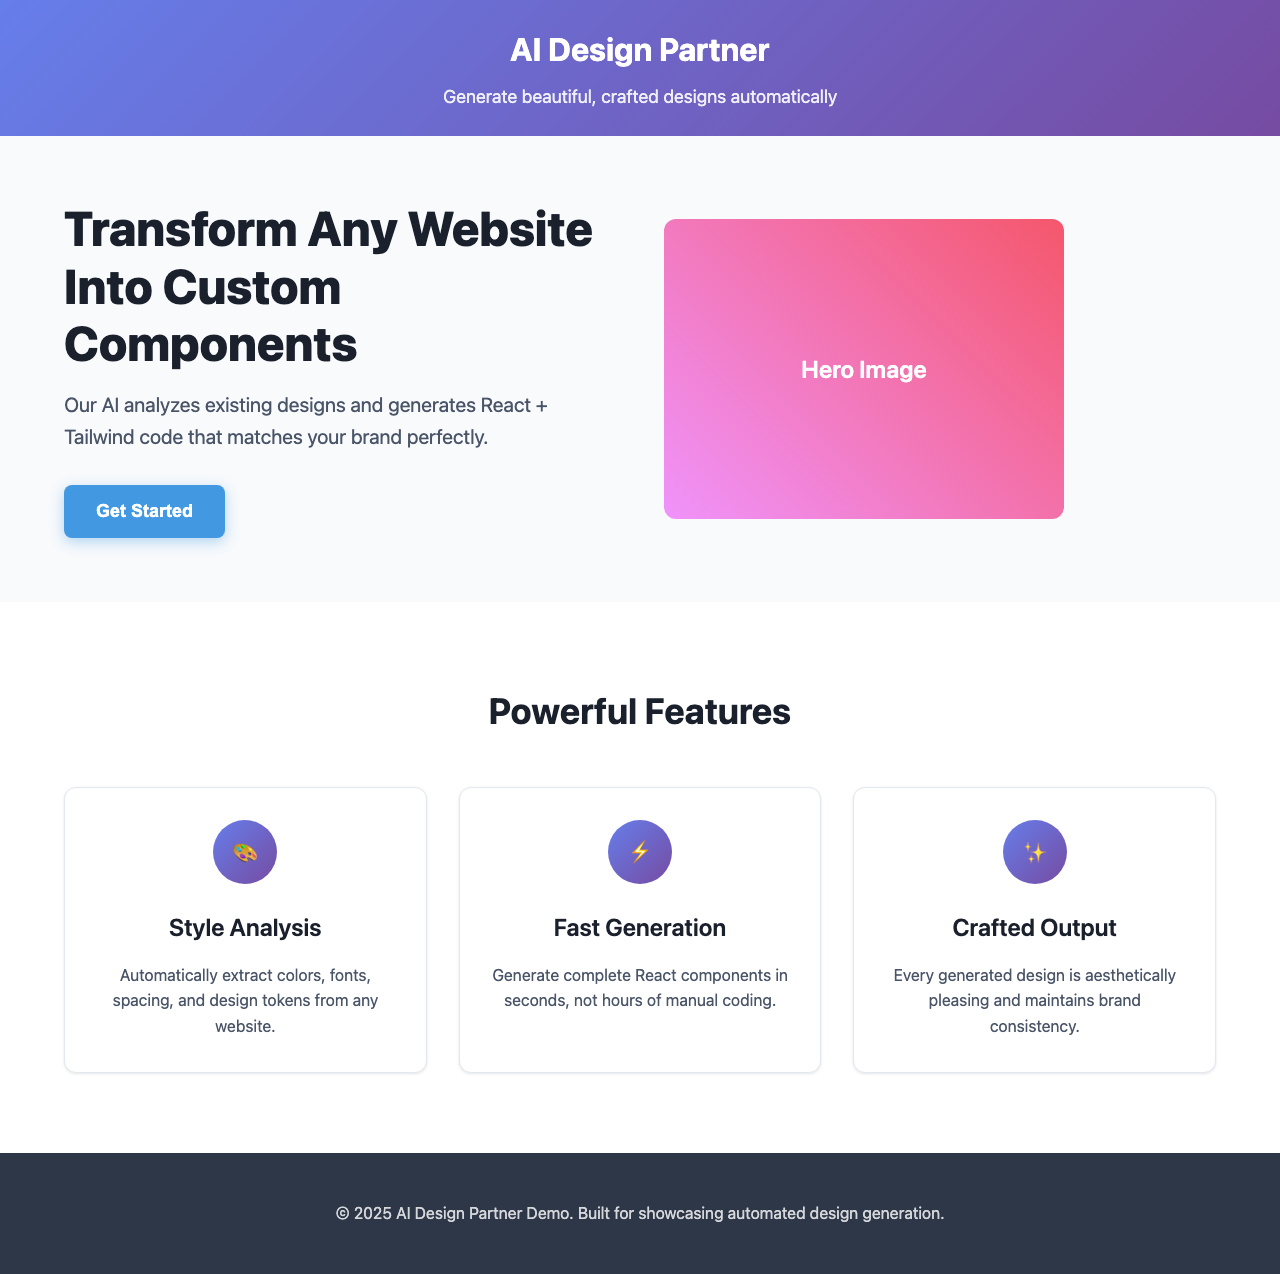 AI Design Partner
Generate beautiful, crafted designs automatically
Transform Any Website
Into Custom
Components
Our AI analyzes existing designs and generates React +
Tailwind code that matches your brand perfectly.
Get Started
Hero Image
Powerful Features
Style Analysis
Automatically extract colors, fonts,
spacing, and design tokens from any
website.
Fast Generation
Generate complete React components in
seconds, not hours of manual coding.
Crafted Output
Every generated design is aesthetically
pleasing and maintains brand
consistency.
© 2025 AI Design Partner Demo. Built for showcasing automated design generation.